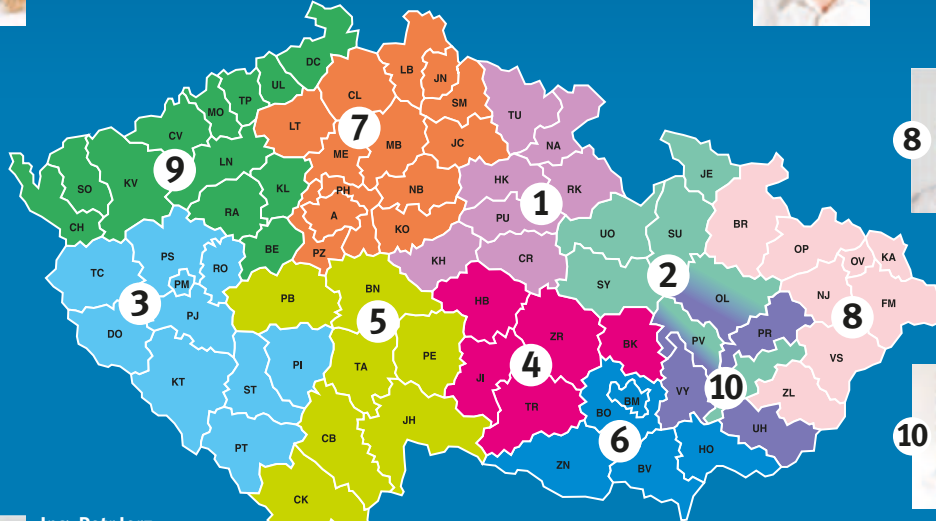 DC
LB
JN
UL
CL
TP
SM
MO
TU
LT
7
CV
MB
JC
NA
8
ME
LN
9
HK
JE
KV
SO
KL
PH
NB
RK
1
RA
A
PU
CH
KO
BR
UO
SU
BE
PZ
OP
PS
CR
KH
OV
KA
TC
RO
PM
2
SY
BN
PB
OL
NJ
FM
HB
3
PJ
5
8
DO
ZR
PV
PR
BK
PE
VS
TA
PI
4
KT
JI
ST
10
VY
ZL
BM
TR
BO
JH
UH
10
CB
6
PT
HO
ZN
BV
CK